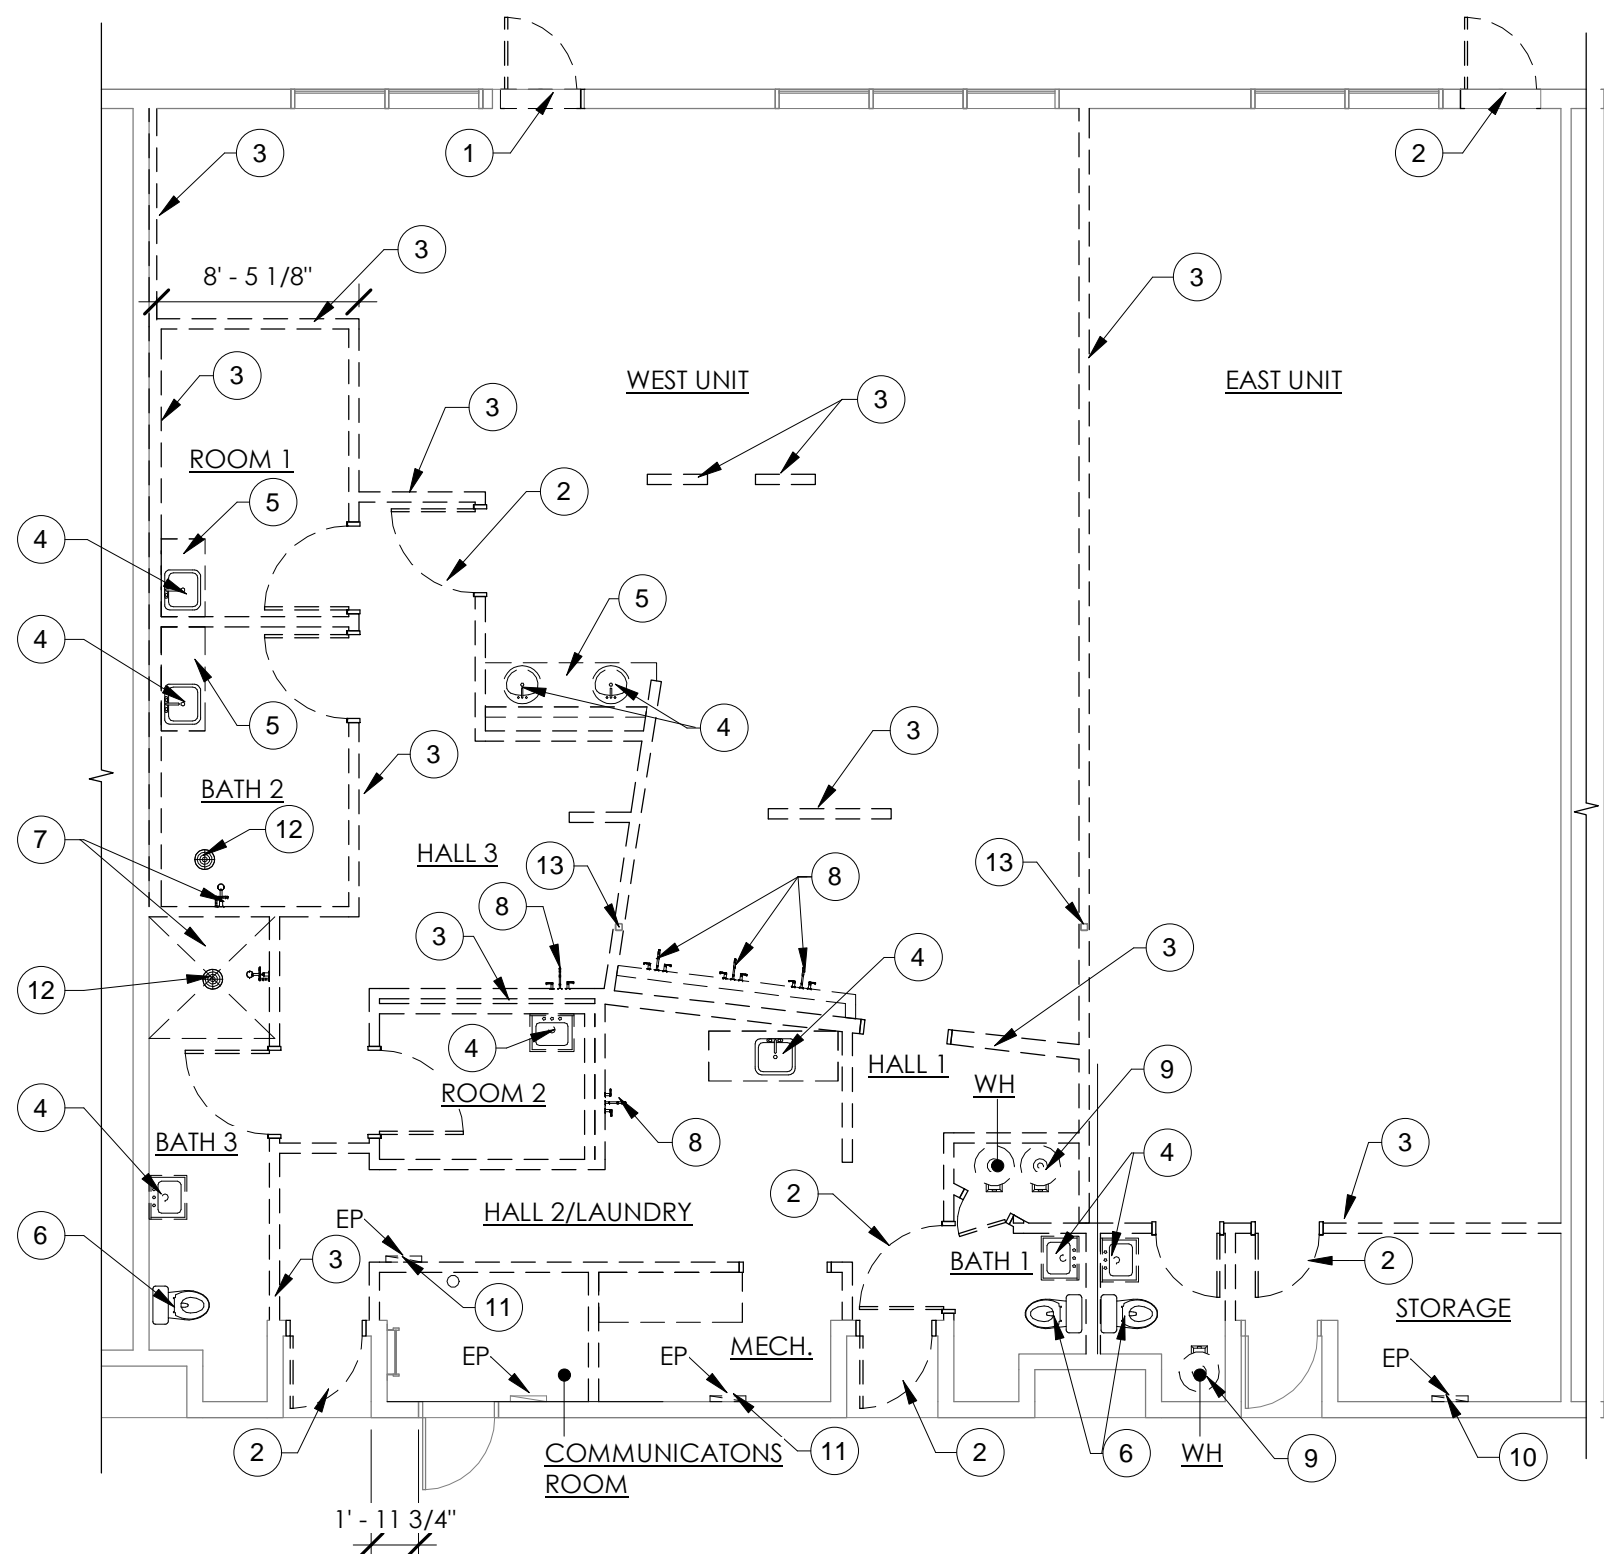 3
1
2
3
8' - 5 1/8"
3
3
WEST UNIT
EAST UNIT
3
3
3
ROOM 1
2
5
4
5
4
5
4
3
3
BATH 2
12
7
HALL 3
13
8
13
8
3
3
4
12
4
HALL 1
9
ROOM 2
WH
4
BATH 3
8
3
4
2
EP
HALL 2/LAUNDRY
6
3
BATH 1
2
11
STORAGE
MECH.
EP
EP
EP
2
COMMUNICATONS
ROOM
11
2
6
WH
9
10
1' - 11 3/4"